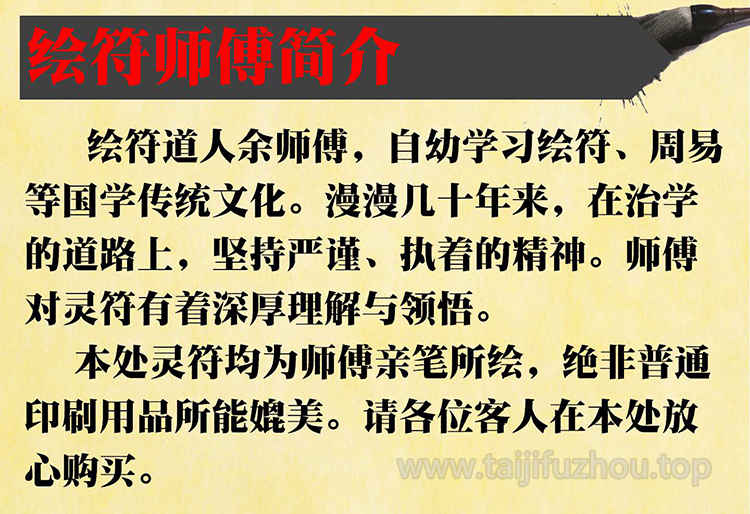 绘符师傅简介
绘符道人余师傅，自幼学习绘符、周易
等国学传统文化。漫漫几十年来，在治学
的道路上，坚持严谨、执着的精神。师傅
对灵符有着深厚理解与领悟。
本处灵符均为师傅亲笔所绘，绝非普通
印刷用品所能媲美。请各位客人在本处放
心购买。
www.taijifuzhou.top